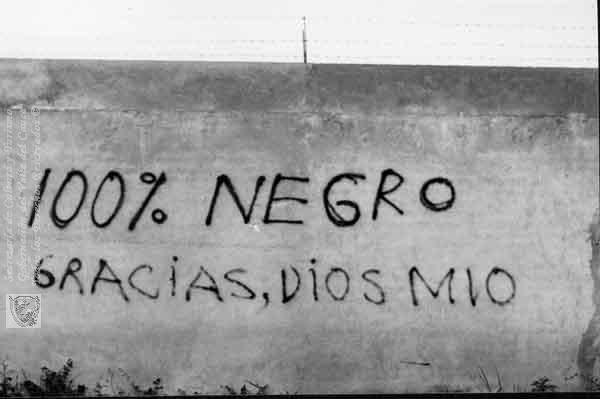 100% NEGRO
GRACIAS, DIOS MIO